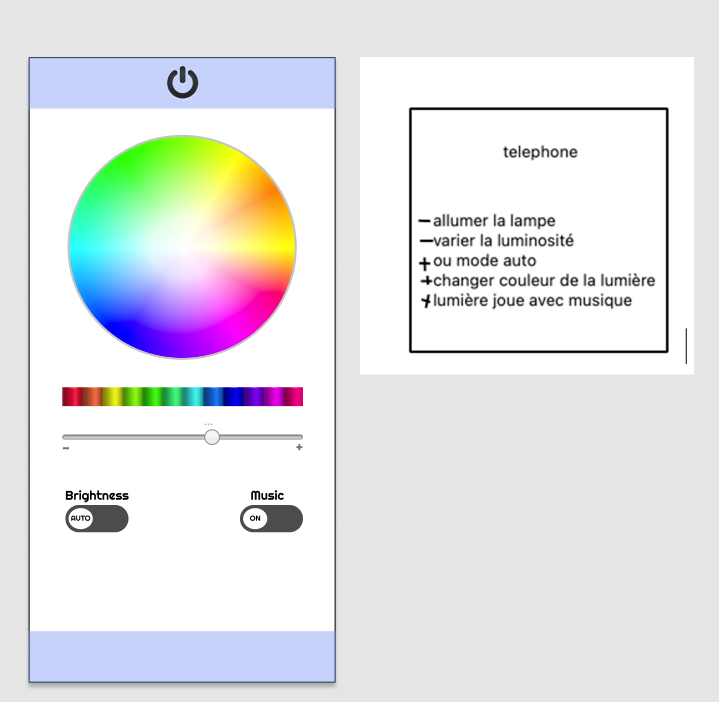 ...
- +
Brightness Music
AUTO ON
telephone
– allumer la lampe
– varier la luminosité
+ ou mode auto
+ changer couleur de la lumière
+ lumière joue avec musique